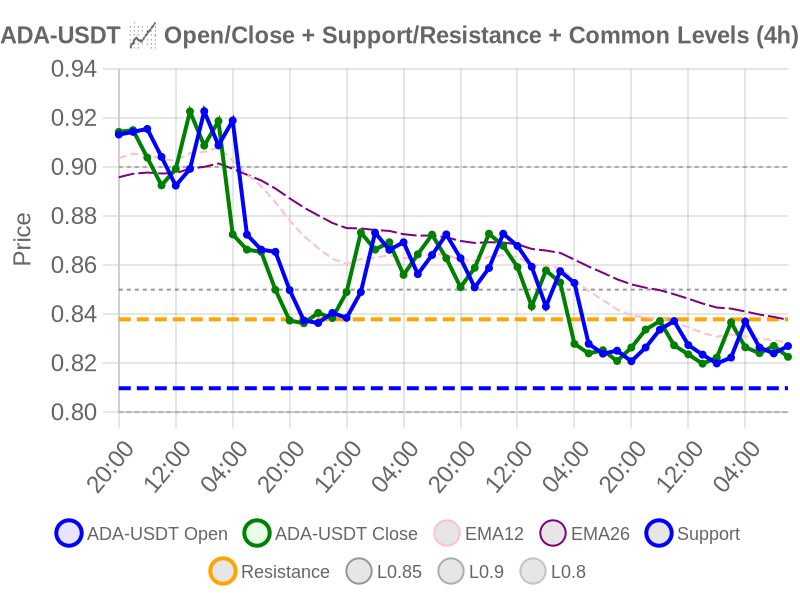 ADA-USDT 📈 Open/Close + Support/Resistance + Common Levels (4h)
Price
0.94
0.92
0.90
0.88
0.86
0.84
0.82
0.80
20:00 12:00 04:00 20:00 12:00 04:00 20:00 12:00 04:00 20:00 12:00 04:00
ADA-USDT Open ADA-USDT Close EMA12 EMA26 Support
Resistance L0.85 L0.9 L0.8